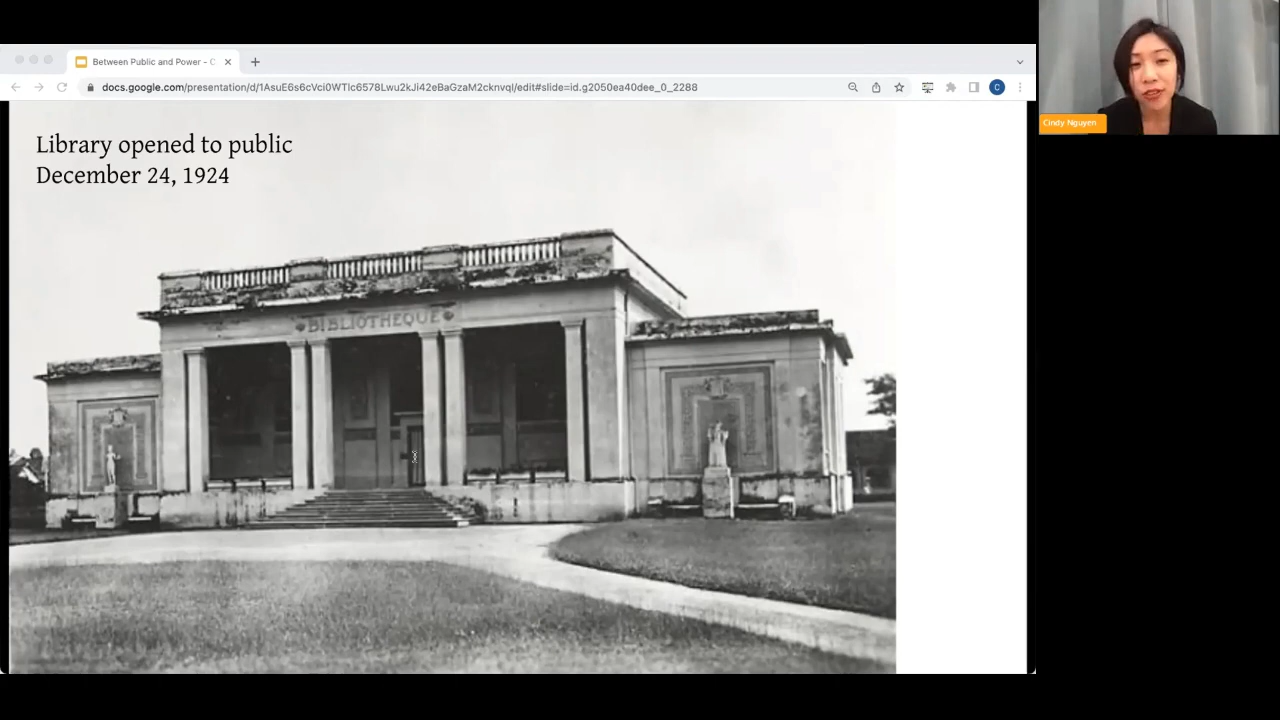 Between Public and Power - C
docs.google.com/presentation/d/1AsuE6s9cVci0WTlc6578Lwu2kJi42eBaGzaM2cknvqI/edit#slide=id.g2050ea40dee_0_2288
C
Library opened to public
December 24, 1924
BIBLIOTHEQUE
Cindy Nguyen